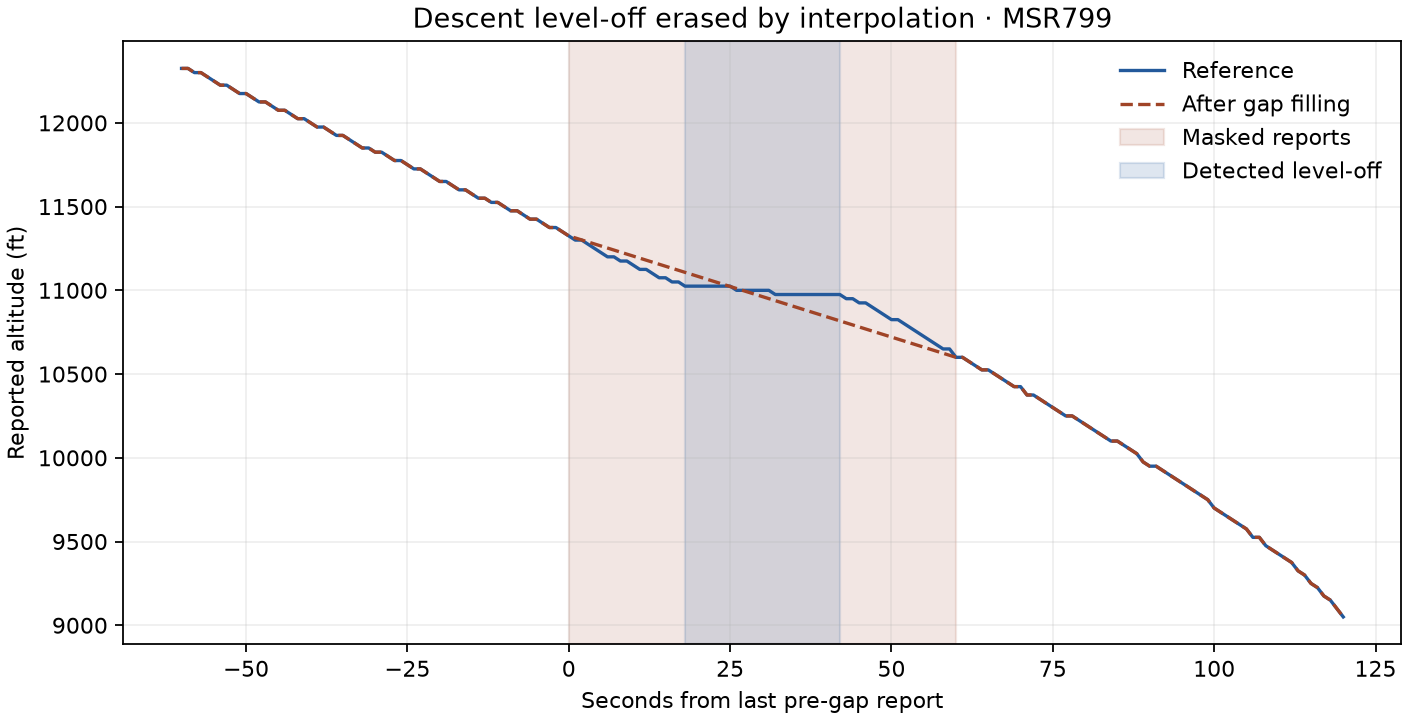 Descent level-off erased by interpolation · MSR799
Reference
After gap filling
Masked reports
Detected level-off
Reported altitude (ft)
12000
11500
11000
10500
10000
9500
9000
−50
−25
0
25
50
75
100
125
Seconds from last pre-gap report